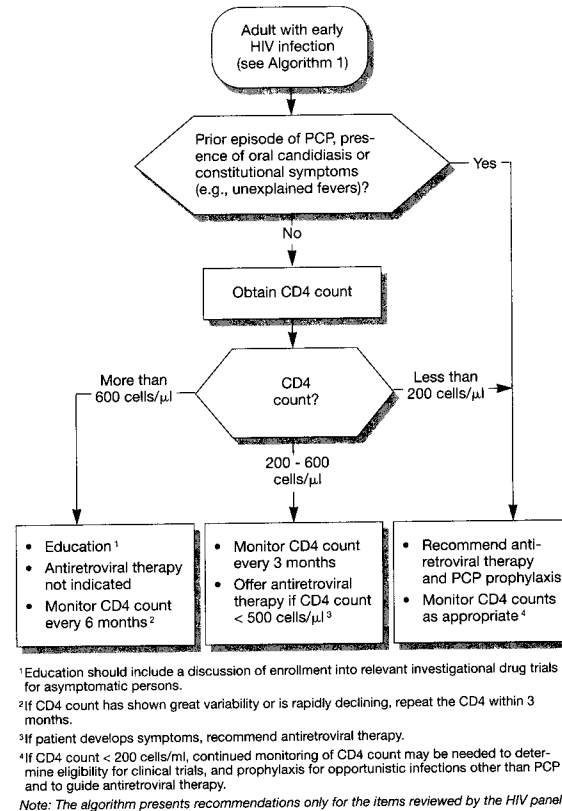 Adult with early
HIV infection
(see Algorithm 1)
Prior episode of PCP, pres-
ence of oral candidiasis or
constitutional symptoms
(e.g., unexplained fevers)?
Yes
No
Obtain CD4 count
More than
600 cells/µl
CD4
count?
Less than
200 cells/µl
200 - 600
cells/µl
• Education 1
• Antiretroviral therapy
not indicated
• Monitor CD4 count
every 6 months 2
• Monitor CD4 count
every 3 months
• Offer antiretroviral
therapy if CD4 count
< 500 cells/µl 3
• Recommend anti-
retroviral therapy
and PCP prophylaxis
• Monitor CD4 counts
as appropriate 4
1 Education should include a discussion of enrollment into relevant investigational drug trials
for asymptomatic persons.
2 If CD4 count has shown great variability or is rapidly declining, repeat the CD4 within 3
months.
3 If patient develops symptoms, recommend antiretroviral therapy.
4 If CD4 count < 200 cells/ml, continued monitoring of CD4 count may be needed to deter-
mine eligibility for clinical trials, and prophylaxis for opportunistic infections other than PCP
and to guide antiretroviral therapy.
Note: The algorithm presents recommendations only for the items reviewed by the HIV panel